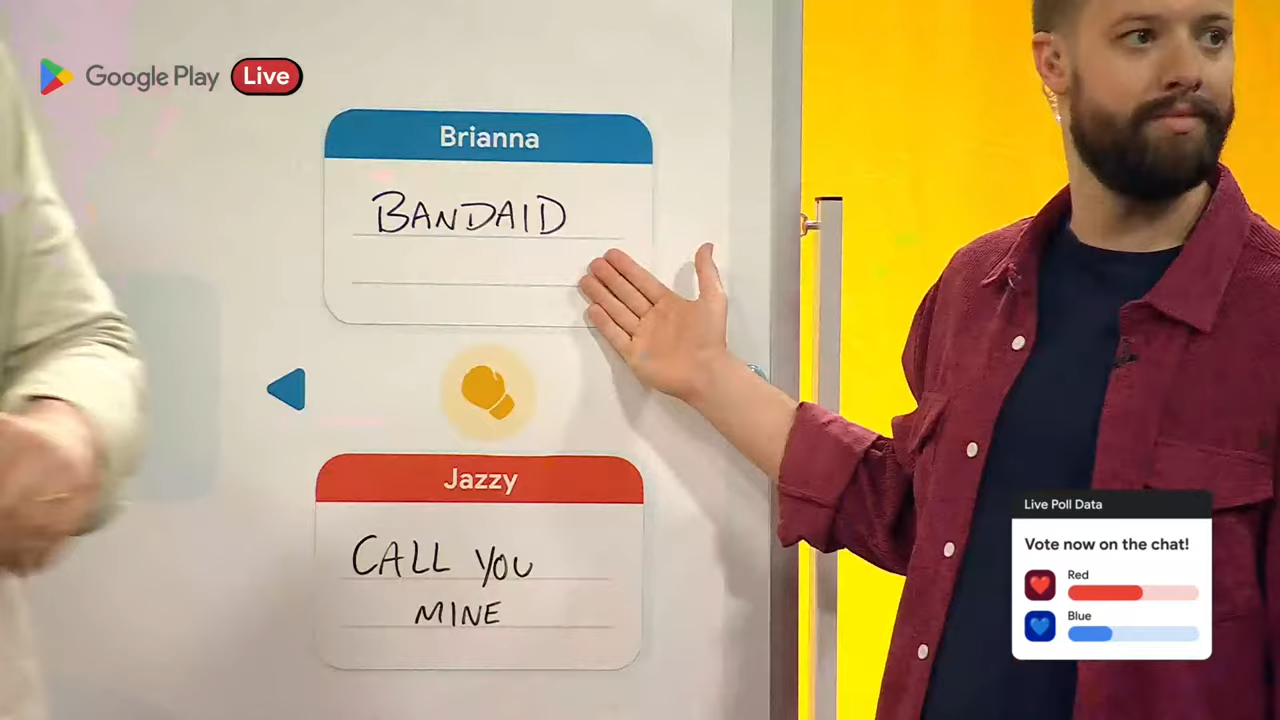 Google Play Live
Brianna
BANDAID
Jazzy
CALL YOU
MINE
Live Poll Data
Vote now on the chat!
Red
Blue